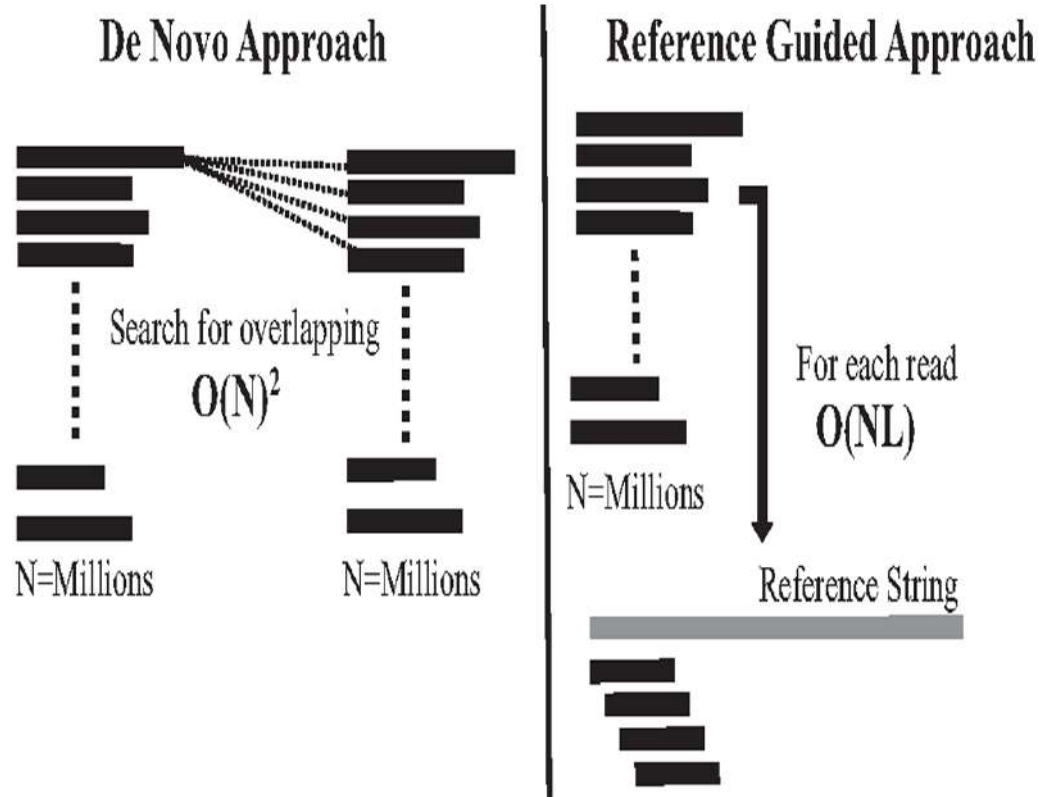 De Novo Approach
Search for overlapping
O(N)²
N=Millions
N=Millions
Reference Guided Approach
For each read
O(NL)
N=Millions
Reference String